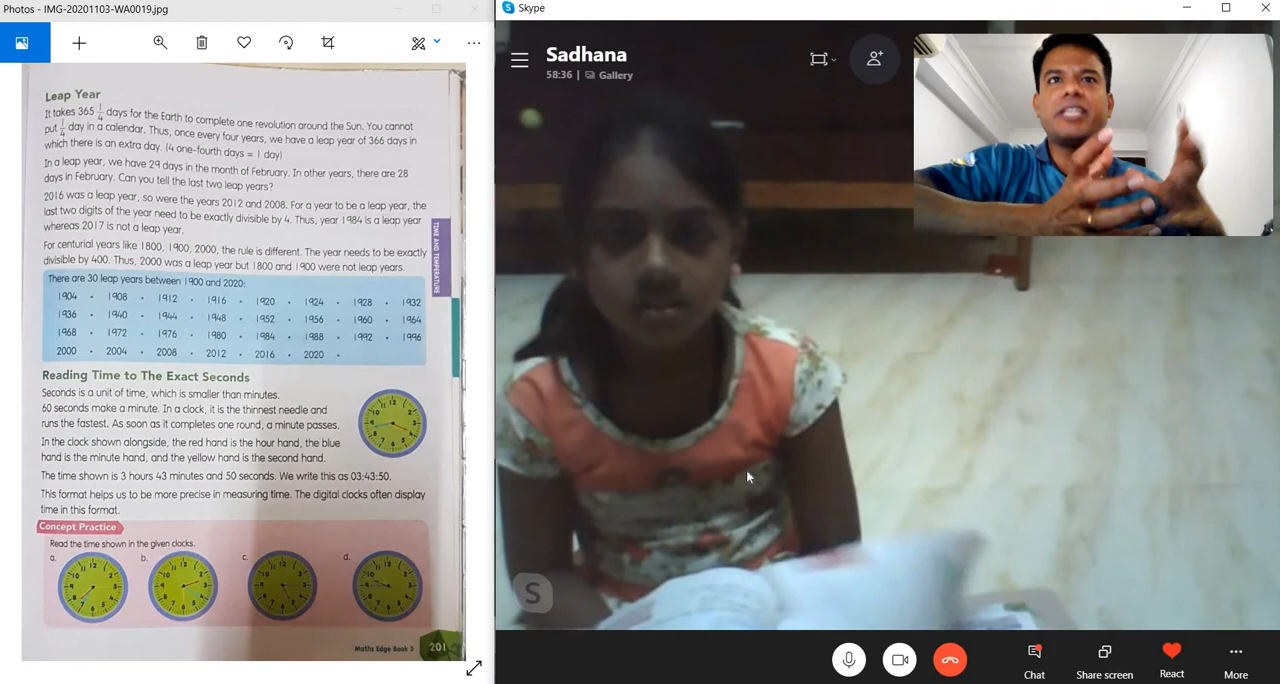 Photos - IMG-20201103-WA0019.jpg
Leap Year
It takes 365 1/4 days for the Earth to complete one revolution around the Sun. You cannot
put 1/4 day in a calendar. Thus, once every four years, we have a leap year of 366 days in
which there is an extra day. (4 one-fourth days = 1 day)
In a leap year, we have 29 days in the month of February. In other years, there are 28
days in February. Can you tell the last two leap years?
2016 was a leap year, so were the years 2012 and 2008. For a year to be a leap year, the
last two digits of the year need to be exactly divisible by 4. Thus, year 1984 is a leap year
whereas 2017 is not a leap year.
For centurial years like 1800, 1900, 2000, the rule is different. The year needs to be exactly
divisible by 400. Thus, 2000 was a leap year but 1800 and 1900 were not leap years.
TIME AND TEMPERATURE
There are 30 leap years between 1900 and 2020:
1904 • 1908 • 1912 • 1916 • 1920 • 1924 • 1928 • 1932
1936 • 1940 • 1944 • 1948 • 1952 • 1956 • 1960 • 1964
1968 • 1972 • 1976 • 1980 • 1984 • 1988 • 1992 • 1996
2000 • 2004 • 2008 • 2012 • 2016 • 2020 •
Reading Time to The Exact Seconds
Seconds is a unit of time, which is smaller than minutes.
60 seconds make a minute. In a clock, it is the thinnest needle and
runs the fastest. As soon as it completes one round, a minute passes.
In the clock shown alongside, the red hand is the hour hand, the blue
hand is the minute hand, and the yellow hand is the second hand.
The time shown is 3 hours 43 minutes and 50 seconds. We write this as 03:43:50.
This format helps us to be more precise in measuring time. The digital clocks often display
time in this format.
Concept Practice
Read the time shown in the given clocks.
a. b. c. d.
Maths Edge Book 3 201
Skype
Sadhana
58:36 | Gallery
S
Chat
Share screen
React
More